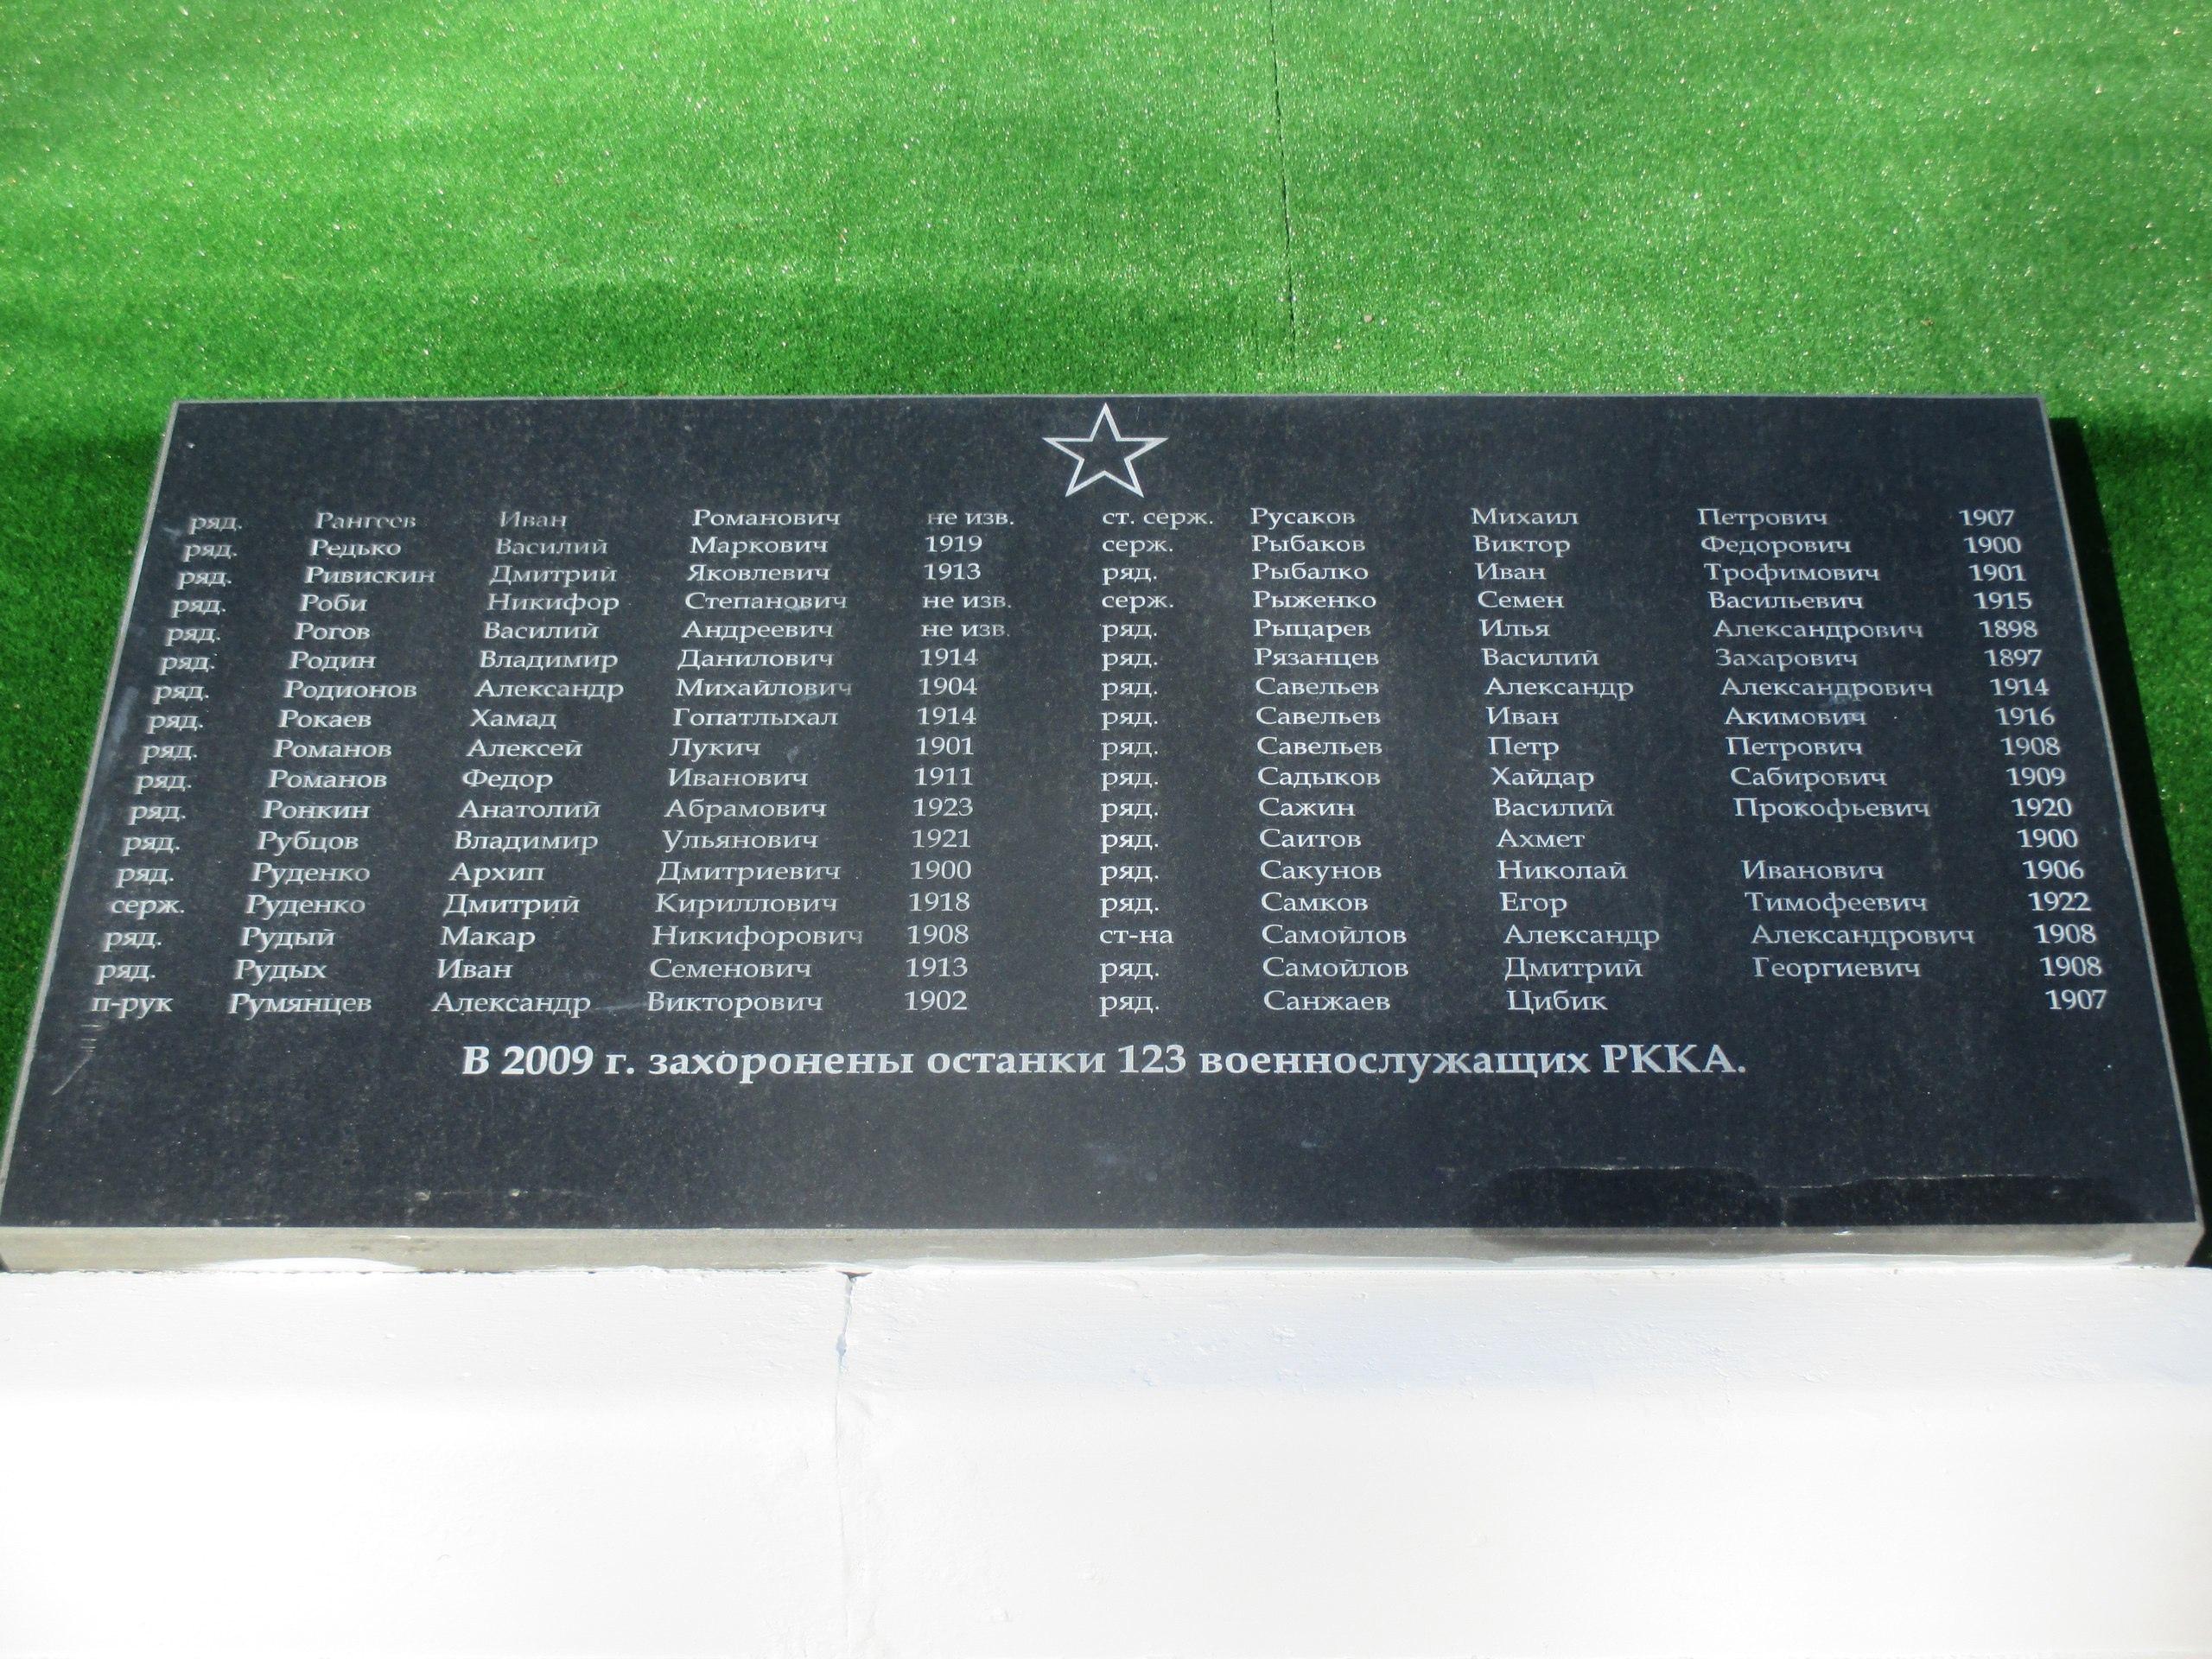 ряд. Рангеев Иван Романович не изв. ст. серж. Русаков Михаил Петрович 1907
ряд. Редько Василий Маркович 1919 серж. Рыбаков Виктор Федорович 1900
ряд. Ривискин Дмитрий Яковлевич 1913 ряд. Рыбалко Иван Трофимович 1901
ряд. Роби Никифор Степанович не изв. серж. Рыженко Семен Васильевич 1915
ряд. Рогов Василий Андреевич не изв. ряд. Рыцарев Илья Александрович 1898
ряд. Родин Владимир Данилович 1914 ряд. Рязанцев Василий Захарович 1897
ряд. Родионов Александр Михайлович 1904 ряд. Савельев Александр Александрович 1914
ряд. Рокаев Хамад Гопатлыхал 1914 ряд. Савельев Иван Акимович 1916
ряд. Романов Алексей Лукич 1901 ряд. Савельев Петр Петрович 1908
ряд. Романов Федор Иванович 1911 ряд. Садыков Хайдар Сабирович 1909
ряд. Ронкин Анатолий Абрамович 1923 ряд. Сажин Василий Прокофьевич 1920
ряд. Рубцов Владимир Ульянович 1921 ряд. Саитов Ахмет 1900
ряд. Руденко Архип Дмитриевич 1900 ряд. Сакунов Николай Иванович 1906
серж. Руденко Дмитрий Кириллович 1918 ряд. Самков Егор Тимофеевич 1922
ряд. Рудый Макар Никифорович 1908 ст-на Самойлов Александр Александрович 1908
ряд. Рудых Иван Семенович 1913 ряд. Самойлов Дмитрий Георгиевич 1908
п-рук Румянцев Александр Викторович 1902 ряд. Санжаев Цибик 1907
В 2009 г. захоронены останки 123 военнослужащих РККА.